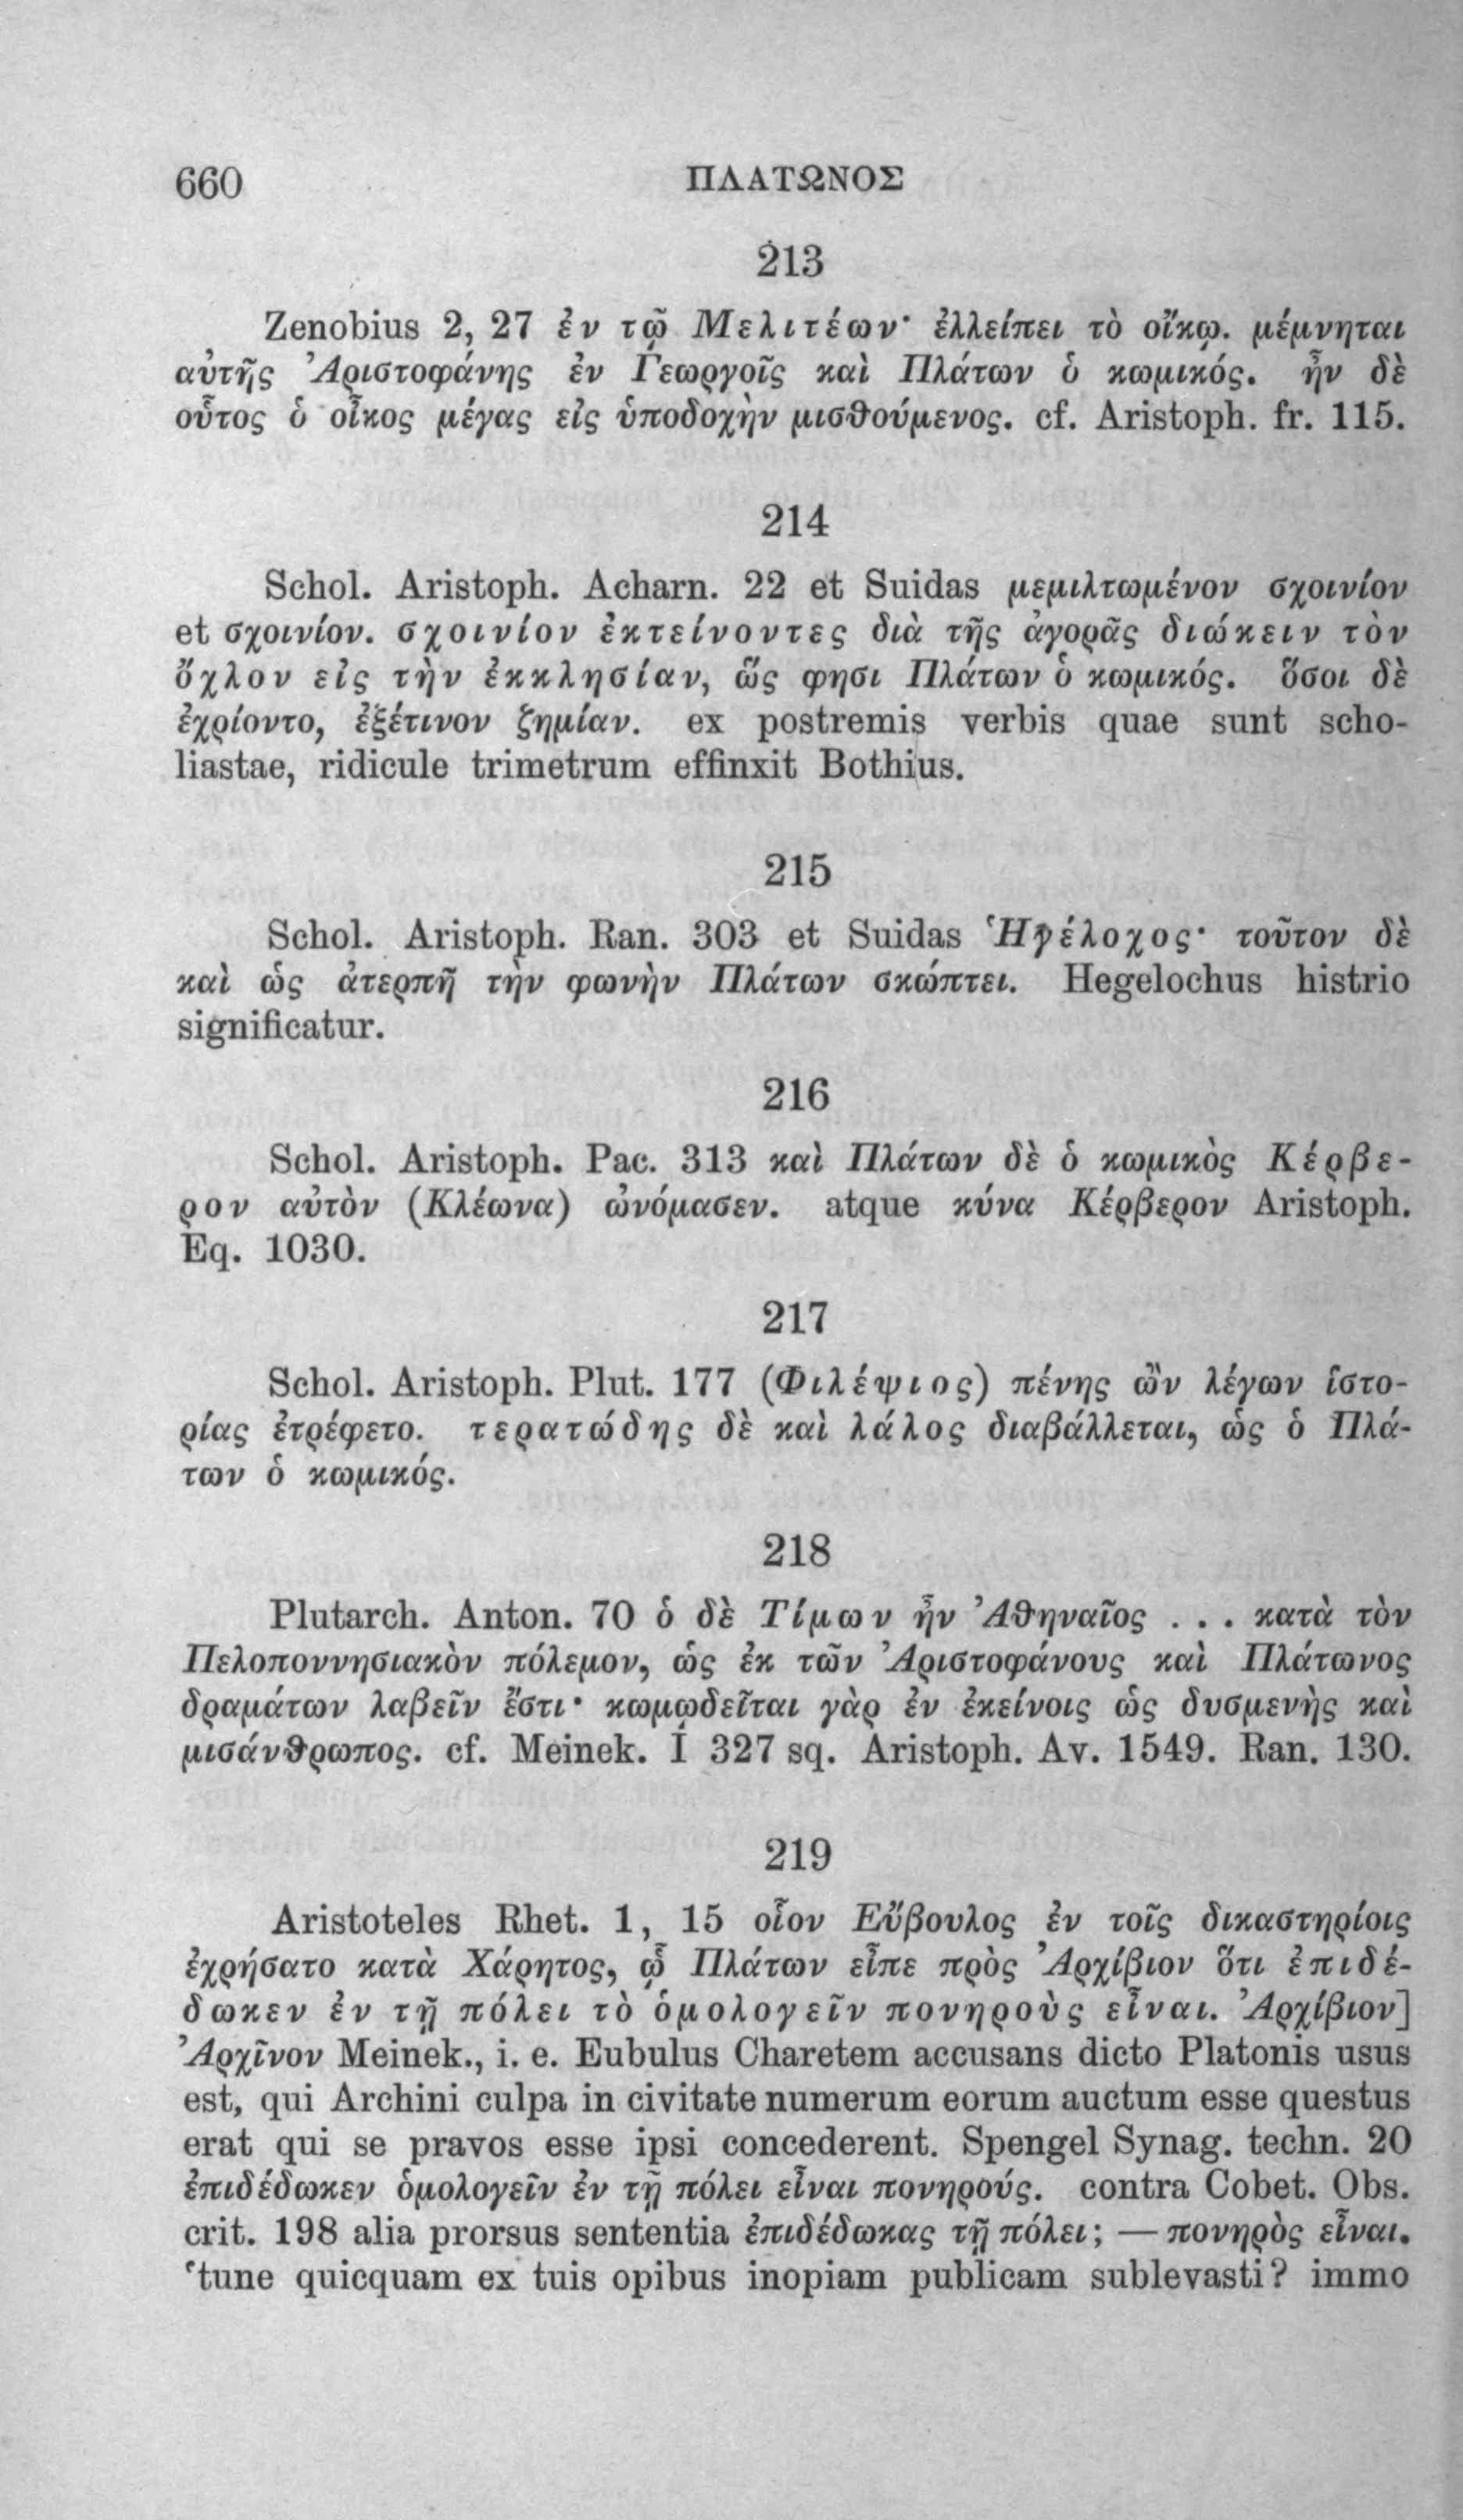 660 ΠΛΑΤΩΝΟΣ
213
Zenobius 2, 27 ἐν τῷ Μελιτέων· ἐλλείπει τὸ οἴκῳ. μέμνηται
αὐτῆς Ἀριστοφάνης ἐν Γεωργοῖς καὶ Πλάτων ὁ κωμικός. ἦν δὲ
οὗτος ὁ οἶκος μέγας εἰς ὑποδοχὴν μισθούμενος. cf. Aristoph. fr. 115.
214
Schol. Aristoph. Acharn. 22 et Suidas μεμιλτωμένον σχοινίον
et σχοινίον. σχοινίον ἐκτείνοντες διὰ τῆς ἀγορᾶς διώκειν τὸν
ὄχλον εἰς τὴν ἐκκλησίαν, ὥς φησι Πλάτων ὁ κωμικός. ὅσοι δὲ
ἐχρίοντο, ἐξέτινον ζημίαν. ex postremis verbis quae sunt scho-
liastae, ridicule trimetrum effinxit Bothius.
215
Schol. Aristoph. Ran. 303 et Suidas Ἡγέλοχος· τοῦτον δὲ
καὶ ὡς ἀτερπῆ τὴν φωνὴν Πλάτων σκώπτει. Hegelochus histrio
significatur.
216
Schol. Aristoph. Pac. 313 καὶ Πλάτων δὲ ὁ κωμικὸς Κέρβε-
ρον αὐτὸν (Κλέωνα) ὠνόμασεν. atque κύνα Κέρβερον Aristoph.
Eq. 1030.
217
Schol. Aristoph. Plut. 177 (Φιλέψιος) πένης ὢν λέγων ἱστο-
ρίας ἐτρέφετο. τερατώδης δὲ καὶ λάλος διαβάλλεται, ὡς ὁ Πλά-
των ὁ κωμικός.
218
Plutarch. Anton. 70 ὁ δὲ Τίμων ἦν Ἀθηναῖος . . . κατὰ τὸν
Πελοποννησιακὸν πόλεμον, ὡς ἐκ τῶν Ἀριστοφάνους καὶ Πλάτωνος
δραμάτων λαβεῖν ἔστι· κωμῳδεῖται γὰρ ἐν ἐκείνοις ὡς δυσμενὴς καὶ
μισάνθρωπος. cf. Meinek. I 327 sq. Aristoph. Av. 1549. Ran. 130.
219
Aristoteles Rhet. 1, 15 οἷον Εὔβουλος ἐν τοῖς δικαστηρίοις
ἐχρήσατο κατὰ Χάρητος, ᾧ Πλάτων εἶπε πρὸς Ἀρχίβιον ὅτι ἐπιδέ-
δωκεν ἐν τῇ πόλει τὸ ὁμολογεῖν πονηροὺς εἶναι. Ἀρχίβιον]
Ἀρχῖνον Meinek., i. e. Eubulus Charetem accusans dicto Platonis usus
est, qui Archini culpa in civitate numerum eorum auctum esse questus
erat qui se pravos esse ipsi concederent. Spengel Synag. techn. 20
ἐπιδέδωκεν ὁμολογεῖν ἐν τῇ πόλει εἶναι πονηρούς. contra Cobet. Obs.
crit. 198 alia prorsus sententia ἐπιδέδωκας τῇ πόλει; — πονηρὸς εἶναι.
‘tune quicquam ex tuis opibus inopiam publicam sublevasti? immo